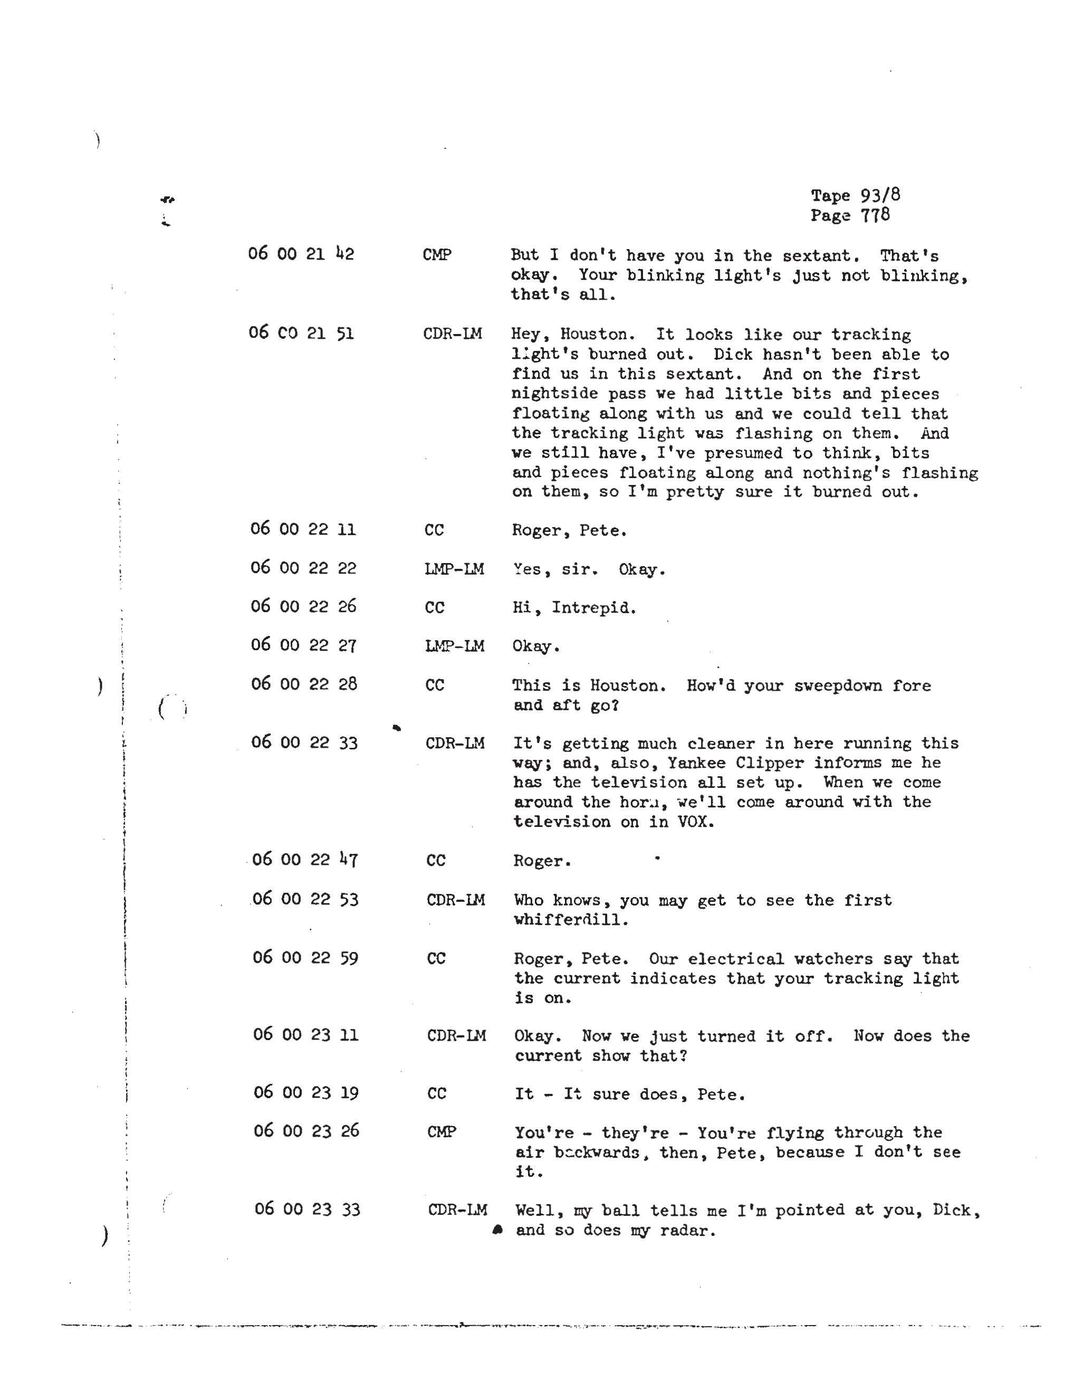 Tape 93/8
Page 778
06 00 21 42 CMP But I don't have you in the sextant. That's
okay. Your blinking light's just not blinking,
that's all.
06 CO 21 51 CDR-LM Hey, Houston. It looks like our tracking
light's burned out. Dick hasn't been able to
find us in this sextant. And on the first
nightside pass we had little bits and pieces
floating along with us and we could tell that
the tracking light was flashing on them. And
we still have, I've presumed to think, bits
and pieces floating along and nothing's flashing
on them, so I'm pretty sure it burned out.
06 00 22 11 CC Roger, Pete.
06 00 22 22 LMP-LM Yes, sir. Okay.
06 00 22 26 CC Hi, Intrepid.
06 00 22 27 LMP-LM Okay.
06 00 22 28 CC This is Houston. How'd your sweepdown fore
and aft go?
06 00 22 33 CDR-LM It's getting much cleaner in here running this
way; and, also, Yankee Clipper informs me he
has the television all set up. When we come
around the horn, we'll come around with the
television on in VOX.
06 00 22 47 CC Roger.
06 00 22 53 CDR-LM Who knows, you may get to see the first
whifferdill.
06 00 22 59 CC Roger, Pete. Our electrical watchers say that
the current indicates that your tracking light
is on.
06 00 23 11 CDR-LM Okay. Now we just turned it off. Now does the
current show that?
06 00 23 19 CC It - It sure does, Pete.
06 00 23 26 CMP You're - they're - You're flying through the
air backwards, then, Pete, because I don't see
it.
06 00 23 33 CDR-LM Well, my ball tells me I'm pointed at you, Dick,
and so does my radar.